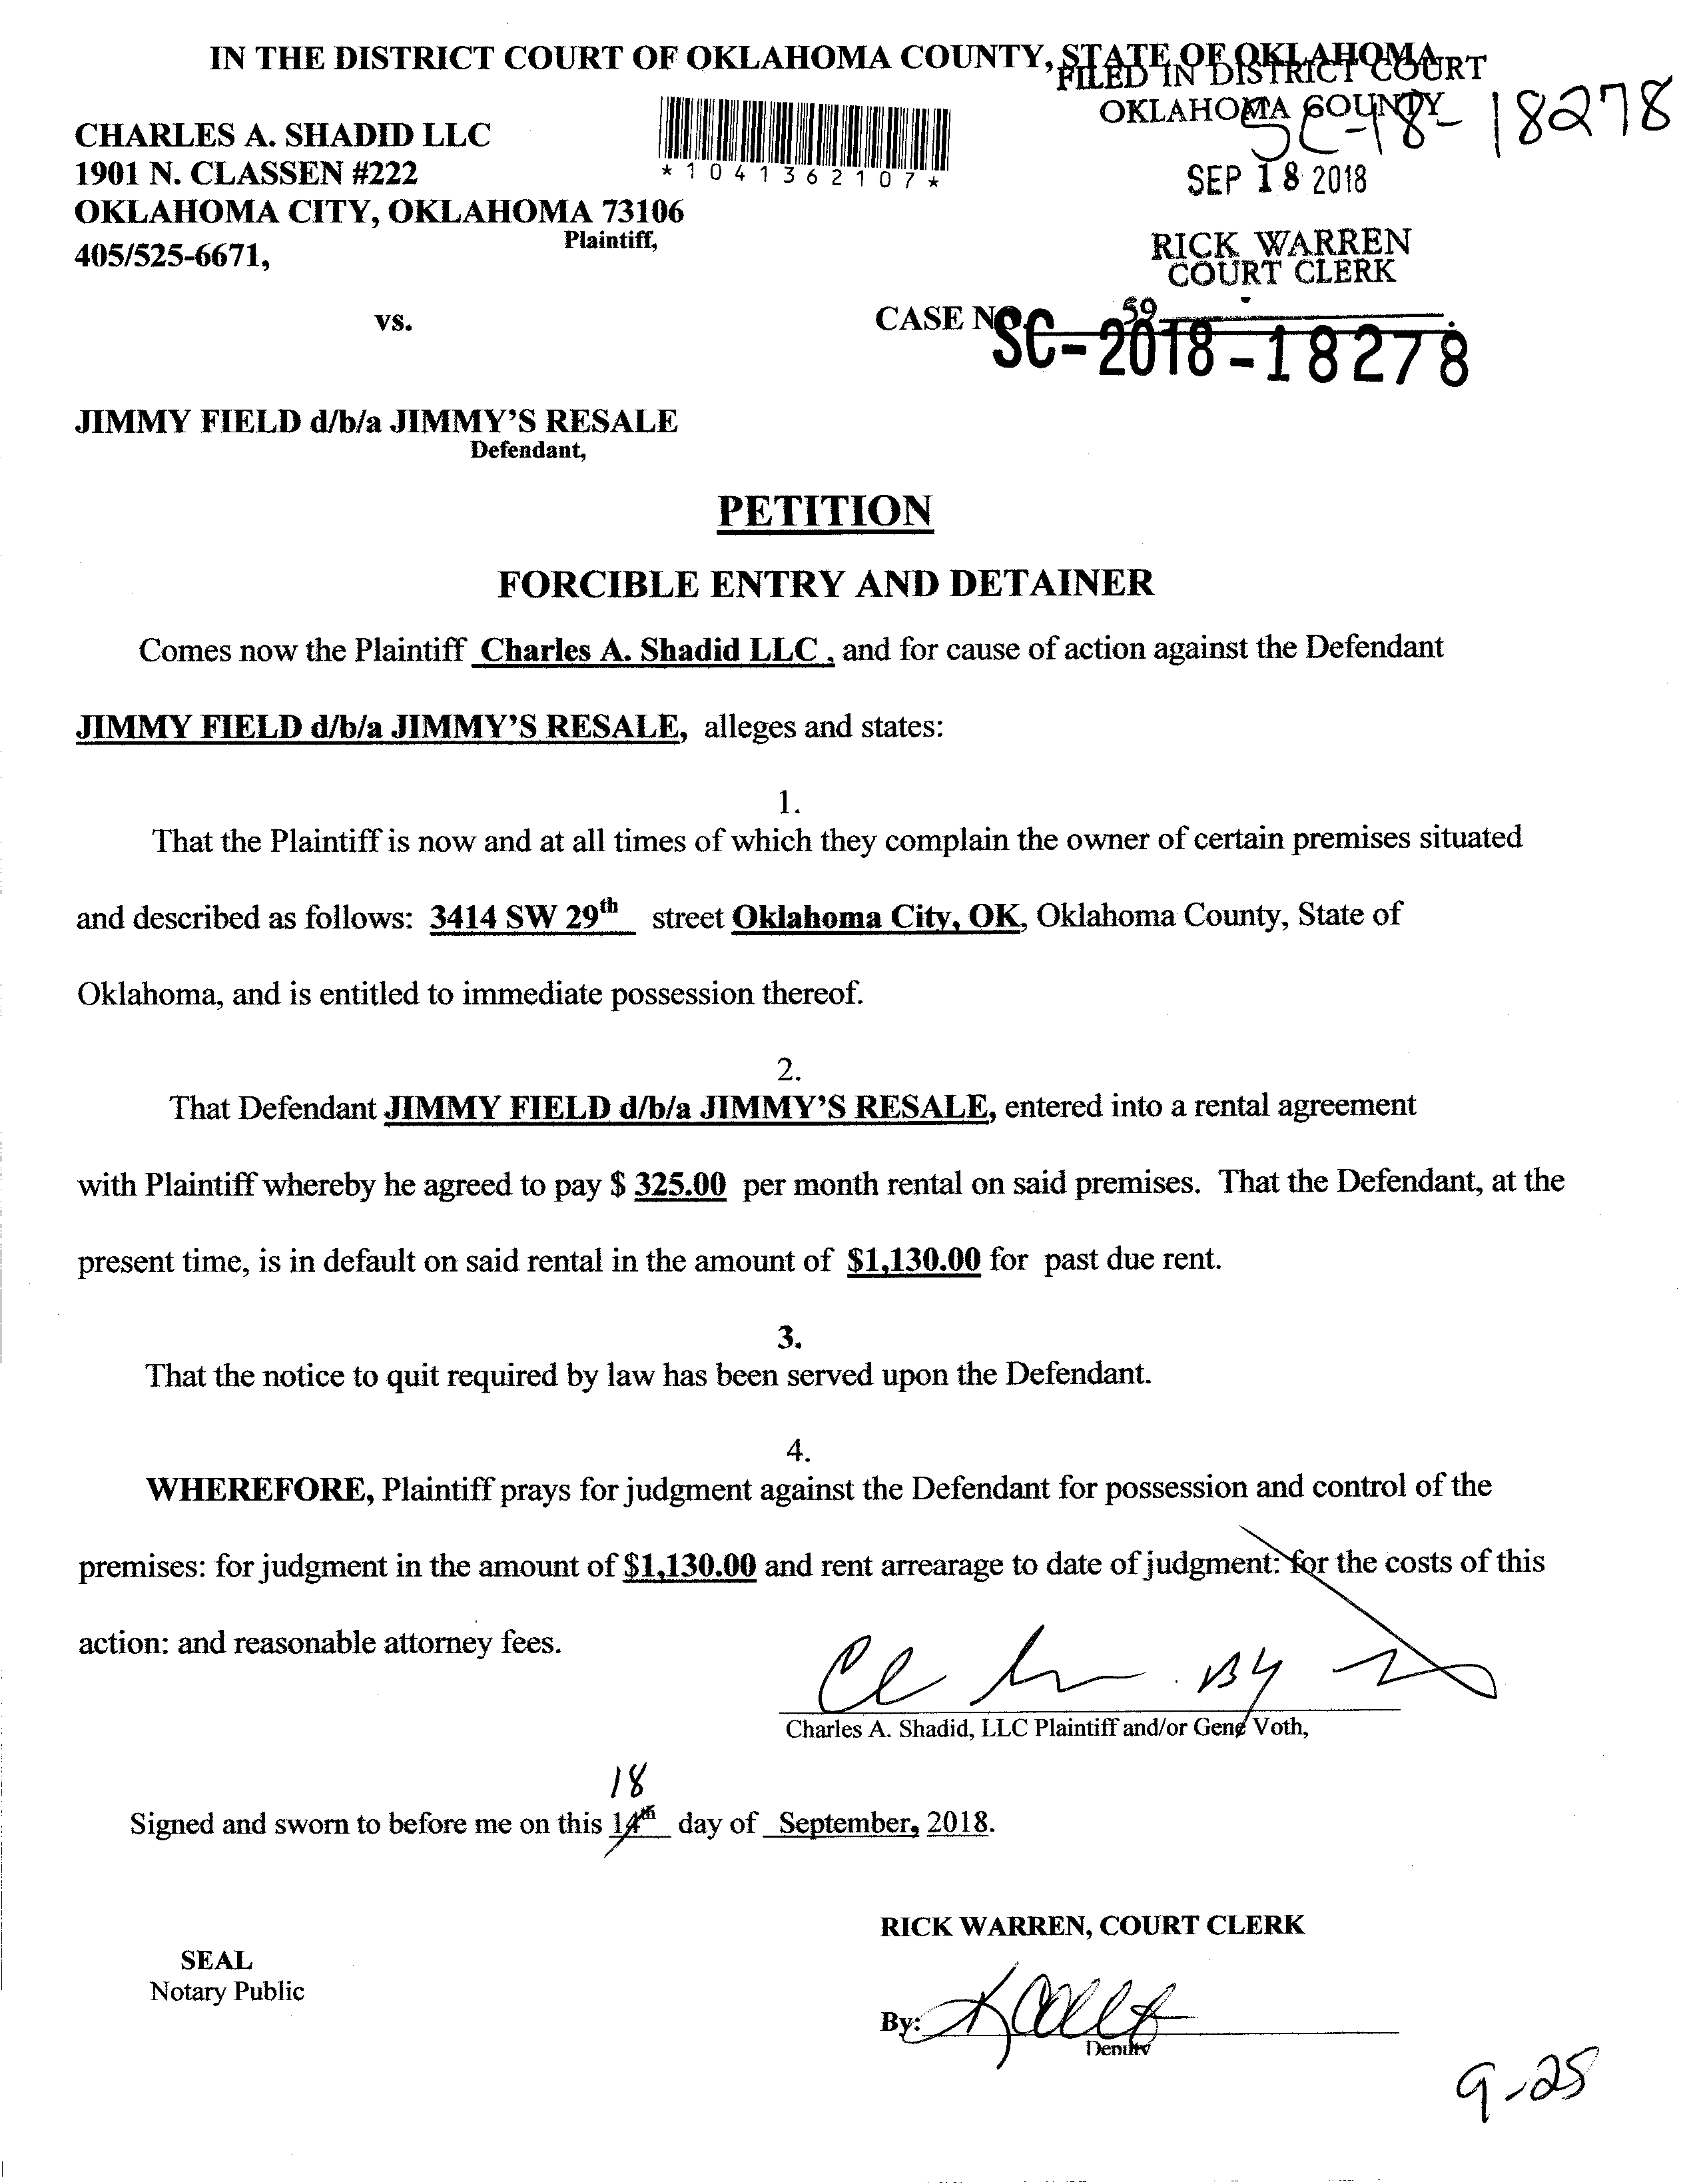 IN THE DISTRICT COURT OF OKLAHOMA COUNTY, STATE OF OKLAHOMA
FILED IN DISTRICT COURT
OKLAHOMA COUNTY
SC-18-18278
CHARLES A. SHADID LLC
1901 N. CLASSEN #222
*1041362107*
SEP 18 2018
OKLAHOMA CITY, OKLAHOMA 73106
405/525-6671,
Plaintiff,
RICK WARREN
COURT CLERK
vs.
CASE NO.
59
SC-2018-18278
JIMMY FIELD d/b/a JIMMY'S RESALE
Defendant,
PETITION
FORCIBLE ENTRY AND DETAINER
Comes now the Plaintiff Charles A. Shadid LLC , and for cause of action against the Defendant
JIMMY FIELD d/b/a JIMMY'S RESALE, alleges and states:
1.
That the Plaintiff is now and at all times of which they complain the owner of certain premises situated
and described as follows: 3414 SW 29th street Oklahoma City, OK, Oklahoma County, State of
Oklahoma, and is entitled to immediate possession thereof.
2.
That Defendant JIMMY FIELD d/b/a JIMMY'S RESALE, entered into a rental agreement
with Plaintiff whereby he agreed to pay $ 325.00 per month rental on said premises. That the Defendant, at the
present time, is in default on said rental in the amount of $1,130.00 for past due rent.
3.
That the notice to quit required by law has been served upon the Defendant.
4.
WHEREFORE, Plaintiff prays for judgment against the Defendant for possession and control of the
premises: for judgment in the amount of $1,130.00 and rent arrearage to date of judgment: for the costs of this
action: and reasonable attorney fees.
By
Charles A. Shadid, LLC Plaintiff and/or Gene Voth,
18
Signed and sworn to before me on this 14th day of September, 2018.
RICK WARREN, COURT CLERK
SEAL
Notary Public
By:
Deputy
9-25